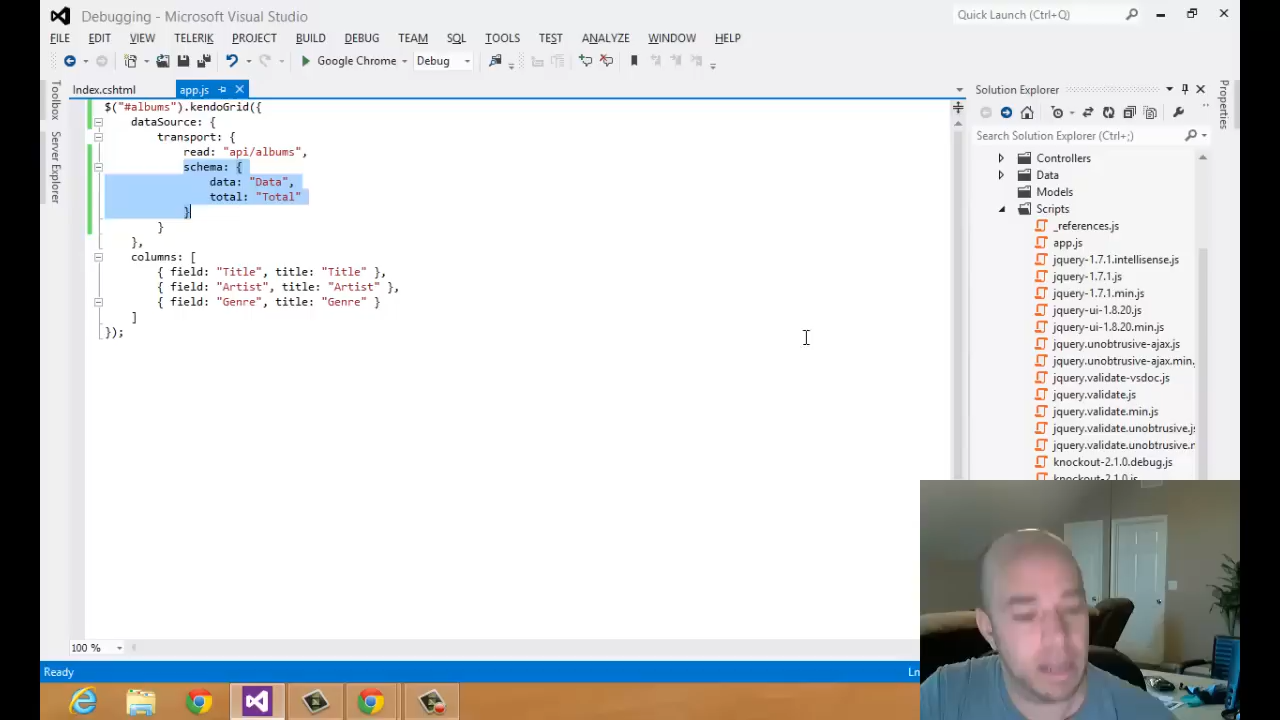 Debugging - Microsoft Visual Studio
Quick Launch (Ctrl+Q)
FILE EDIT VIEW TELERIK PROJECT BUILD DEBUG TEAM SQL TOOLS TEST ANALYZE WINDOW HELP
Google Chrome Debug
Toolbox
Server Explorer
Index.cshtml app.js
$("#albums").kendoGrid({
dataSource: {
transport: {
read: "api/albums",
schema: {
data: "Data",
total: "Total"
}
}
},
columns: [
{ field: "Title", title: "Title" },
{ field: "Artist", title: "Artist" },
{ field: "Genre", title: "Genre" }
]
});
100 %
Solution Explorer
Search Solution Explorer (Ctrl+;)
Controllers
Data
Models
Scripts
_references.js
app.js
jquery-1.7.1.intellisense.js
jquery-1.7.1.js
jquery-1.7.1.min.js
jquery-ui-1.8.20.js
jquery-ui-1.8.20.min.js
jquery.unobtrusive-ajax.js
jquery.unobtrusive-ajax.min.
jquery.validate-vsdoc.js
jquery.validate.js
jquery.validate.min.js
jquery.validate.unobtrusive.j
jquery.validate.unobtrusive.r
knockout-2.1.0.debug.js
knockout-2.1.0.js
Properties
Ready
Ln